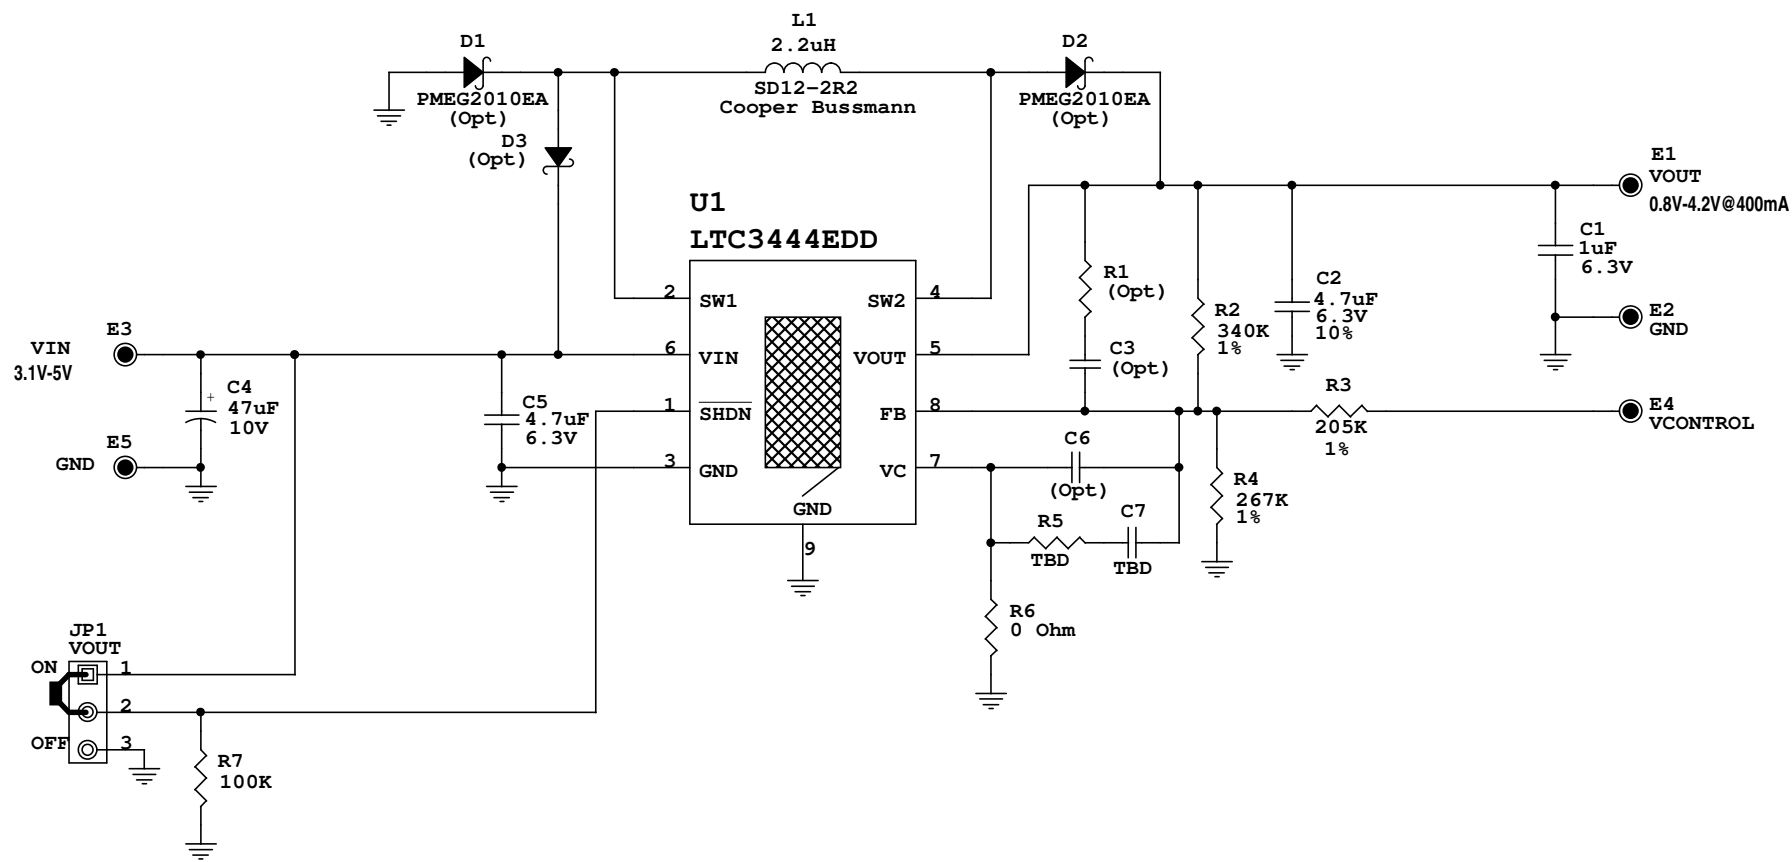 L1
2.2uH
SD12-2R2
Cooper Bussmann
D1
PMEG2010EA
(Opt)
D2
PMEG2010EA
(Opt)
D3
(Opt)
U1
LTC3444EDD
2
SW1
SW2
4
6
VIN
VOUT
5
1
SHDN
FB
8
3
GND
VC
7
GND
9
E3
VIN
3.1V-5V
E5
GND
+
C4
47uF
10V
C5
4.7uF
6.3V
E1
VOUT
0.8V-4.2V@400mA
C1
1uF
6.3V
E2
GND
R1
(Opt)
C3
(Opt)
R2
340K
1%
C2
4.7uF
6.3V
10%
R3
205K
1%
E4
VCONTROL
C6
(Opt)
R5
TBD
C7
TBD
R4
267K
1%
R6
0 Ohm
JP1
VOUT
ON
1
2
OFF
3
R7
100K